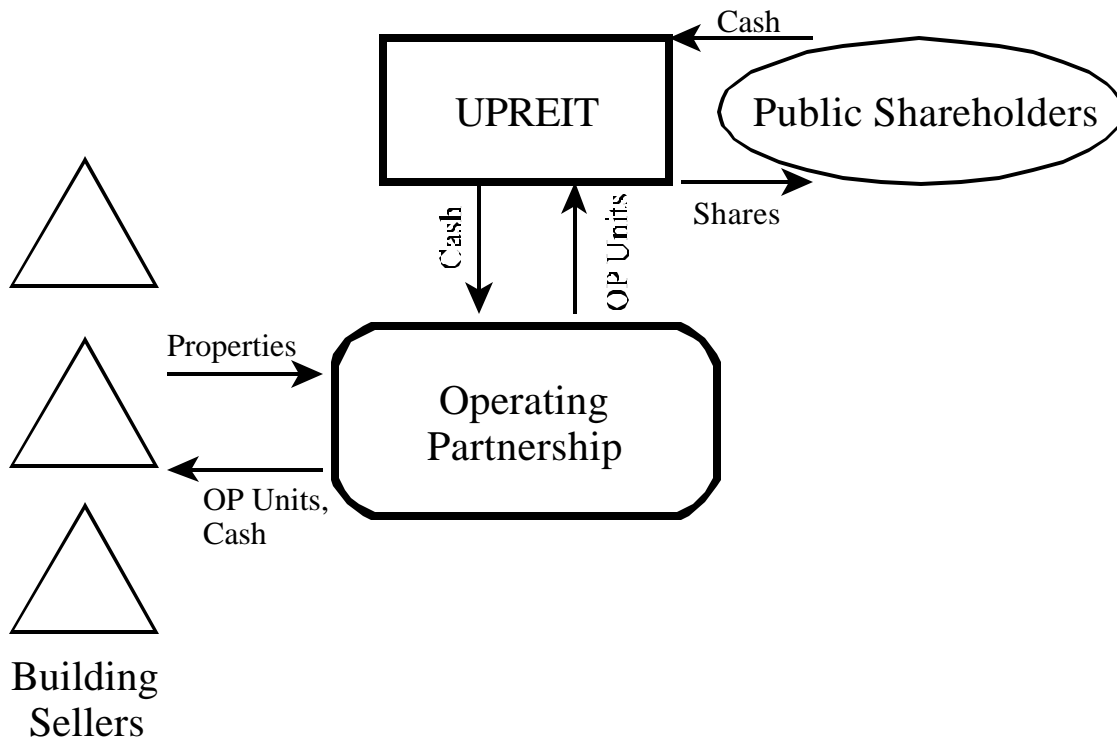 Cash
UPREIT
Public Shareholders
Cash
OP Units
Shares
Properties
Operating
Partnership
OP Units,
Cash
Building
Sellers